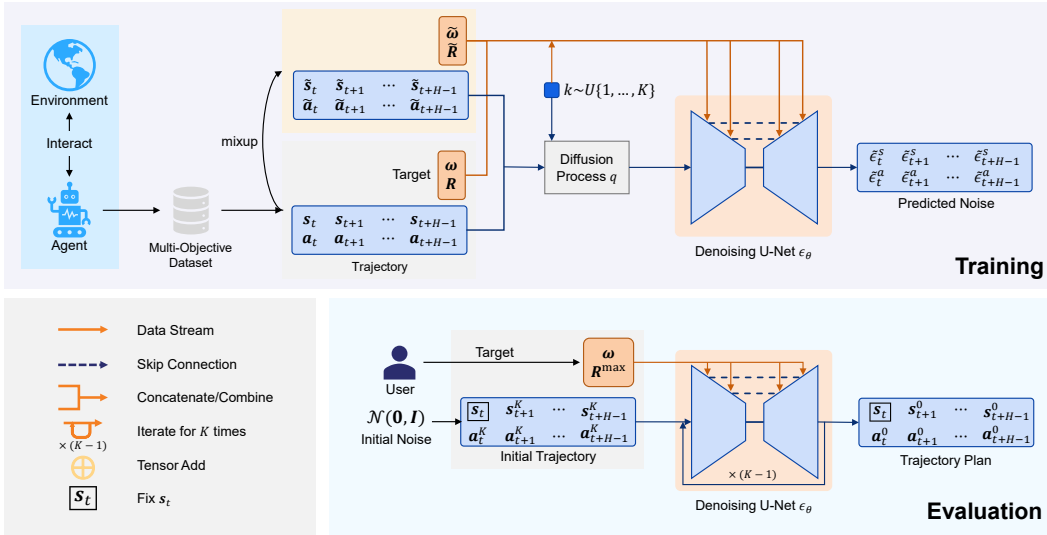 Environment
Interact
Agent
Multi-Objective
Dataset
mixup
ω̃
R̃
s̃ₜ s̃ₜ₊₁ ⋯ s̃ₜ₊H₋₁
ãₜ ãₜ₊₁ ⋯ ãₜ₊H₋₁
Target
ω
R
sₜ sₜ₊₁ ⋯ sₜ₊H₋₁
aₜ aₜ₊₁ ⋯ aₜ₊H₋₁
Trajectory
k~U{1, …, K}
Diffusion
Process q
Denoising U-Net ϵ_θ
ϵ̃ₜˢ ϵ̃ₜ₊₁ˢ ⋯ ϵ̃ₜ₊H₋₁ˢ
ϵ̃ₜᵃ ϵ̃ₜ₊₁ᵃ ⋯ ϵ̃ₜ₊H₋₁ᵃ
Predicted Noise
Training
Data Stream
Skip Connection
Concatenate/Combine
Iterate for K times
× (K − 1)
Tensor Add
sₜ Fix sₜ
User
Target
ω
Rᵐᵃˣ
𝒩(0, I)
Initial Noise
sₜ sₜ₊₁ᴷ ⋯ sₜ₊H₋₁ᴷ
aₜᴷ aₜ₊₁ᴷ ⋯ aₜ₊H₋₁ᴷ
Initial Trajectory
× (K − 1)
Denoising U-Net ϵ_θ
sₜ sₜ₊₁⁰ ⋯ sₜ₊H₋₁⁰
aₜ⁰ aₜ₊₁⁰ ⋯ aₜ₊H₋₁⁰
Trajectory Plan
Evaluation